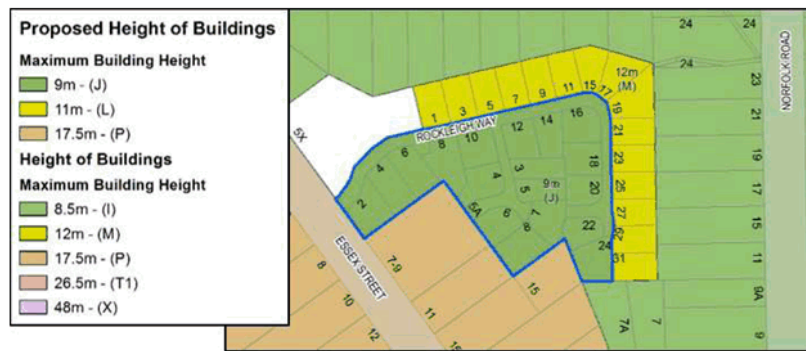 Proposed Height of Buildings
Maximum Building Height
9m - (J)
11m - (L)
17.5m - (P)
Height of Buildings
Maximum Building Height
8.5m - (I)
12m - (M)
17.5m - (P)
26.5m - (T1)
48m - (X)
24
24
24
NORFOLK ROAD
23
21
19
17
15
11
9A
9
12m
(M)
1
3
5
7
9
11
15
17
19
21
23
25
27
31
ROCKLEIGH WAY
5X
2
4
6
8
10
12
14
16
18
20
22
24
4
3
5
7
6
8
5A
9m
(J)
ESSEX STREET
7-9
11
15
15
8
10
12
7A
7